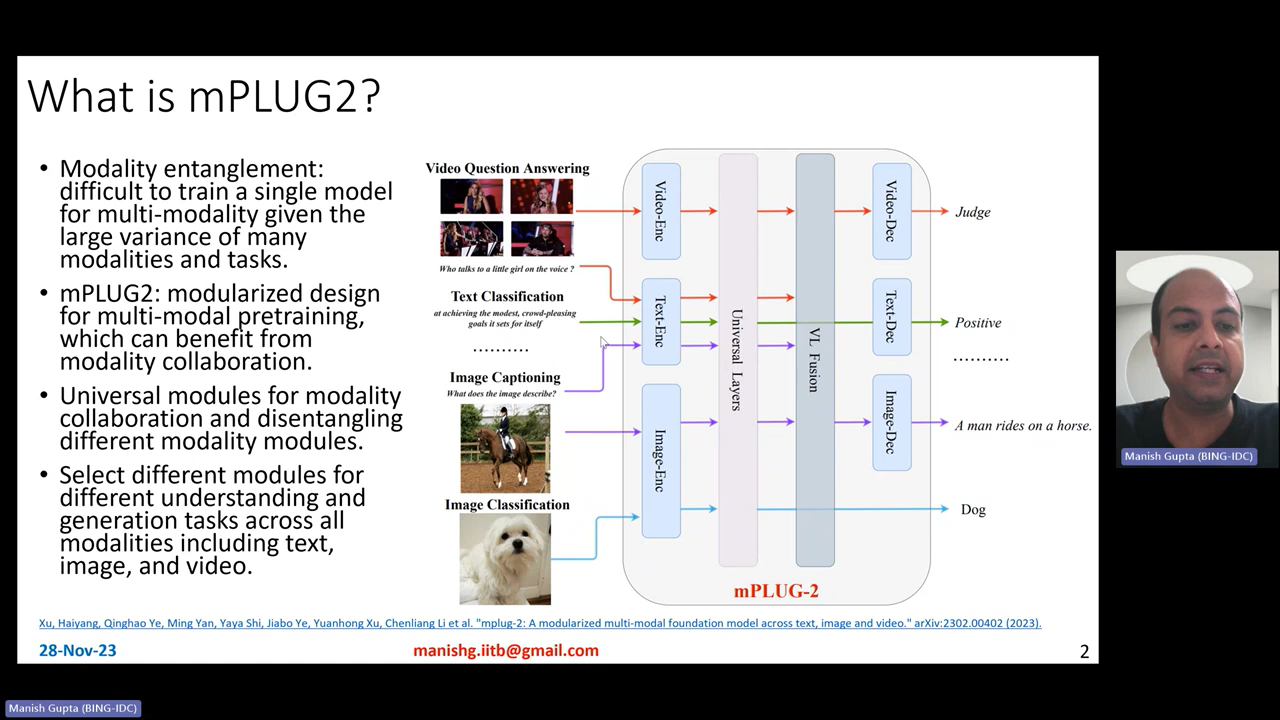 What is mPLUG2?
• Modality entanglement:
difficult to train a single model
for multi-modality given the
large variance of many
modalities and tasks.
• mPLUG2: modularized design
for multi-modal pretraining,
which can benefit from
modality collaboration.
• Universal modules for modality
collaboration and disentangling
different modality modules.
• Select different modules for
different understanding and
generation tasks across all
modalities including text,
image, and video.
Video Question Answering
Who talks to a little girl on the voice ?
Text Classification
at achieving the modest, crowd-pleasing
goals it sets for itself
..........
Image Captioning
What does the image describe?
Image Classification
Video-Enc
Text-Enc
Image-Enc
Universal Layers
VL Fusion
Video-Dec
Text-Dec
Image-Dec
Judge
Positive
..........
A man rides on a horse.
Dog
mPLUG-2
Xu, Haiyang, Qinghao Ye, Ming Yan, Yaya Shi, Jiabo Ye, Yuanhong Xu, Chenliang Li et al. "mplug-2: A modularized multi-modal foundation model across text, image and video." arXiv:2302.00402 (2023).
28-Nov-23
manishg.iitb@gmail.com
2
Manish Gupta (BING-IDC)
Manish Gupta (BING-IDC)